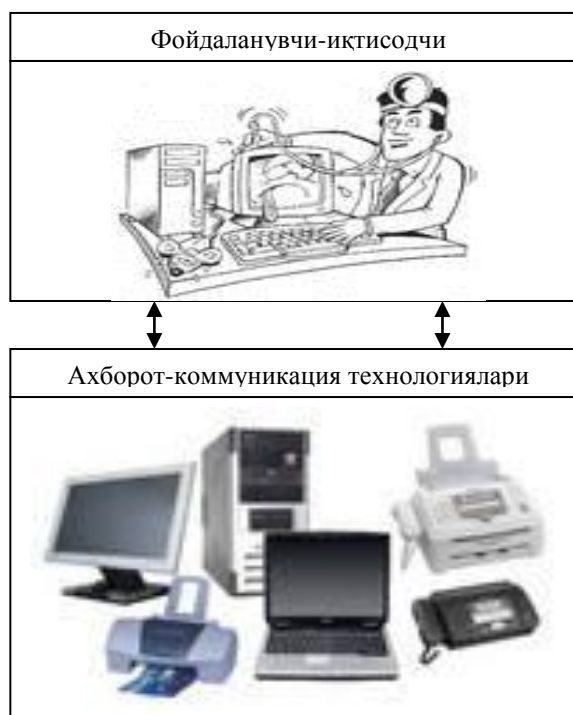 Фойдаланувчи-иқтисодчи
Ахборот-коммуникация технологиялари